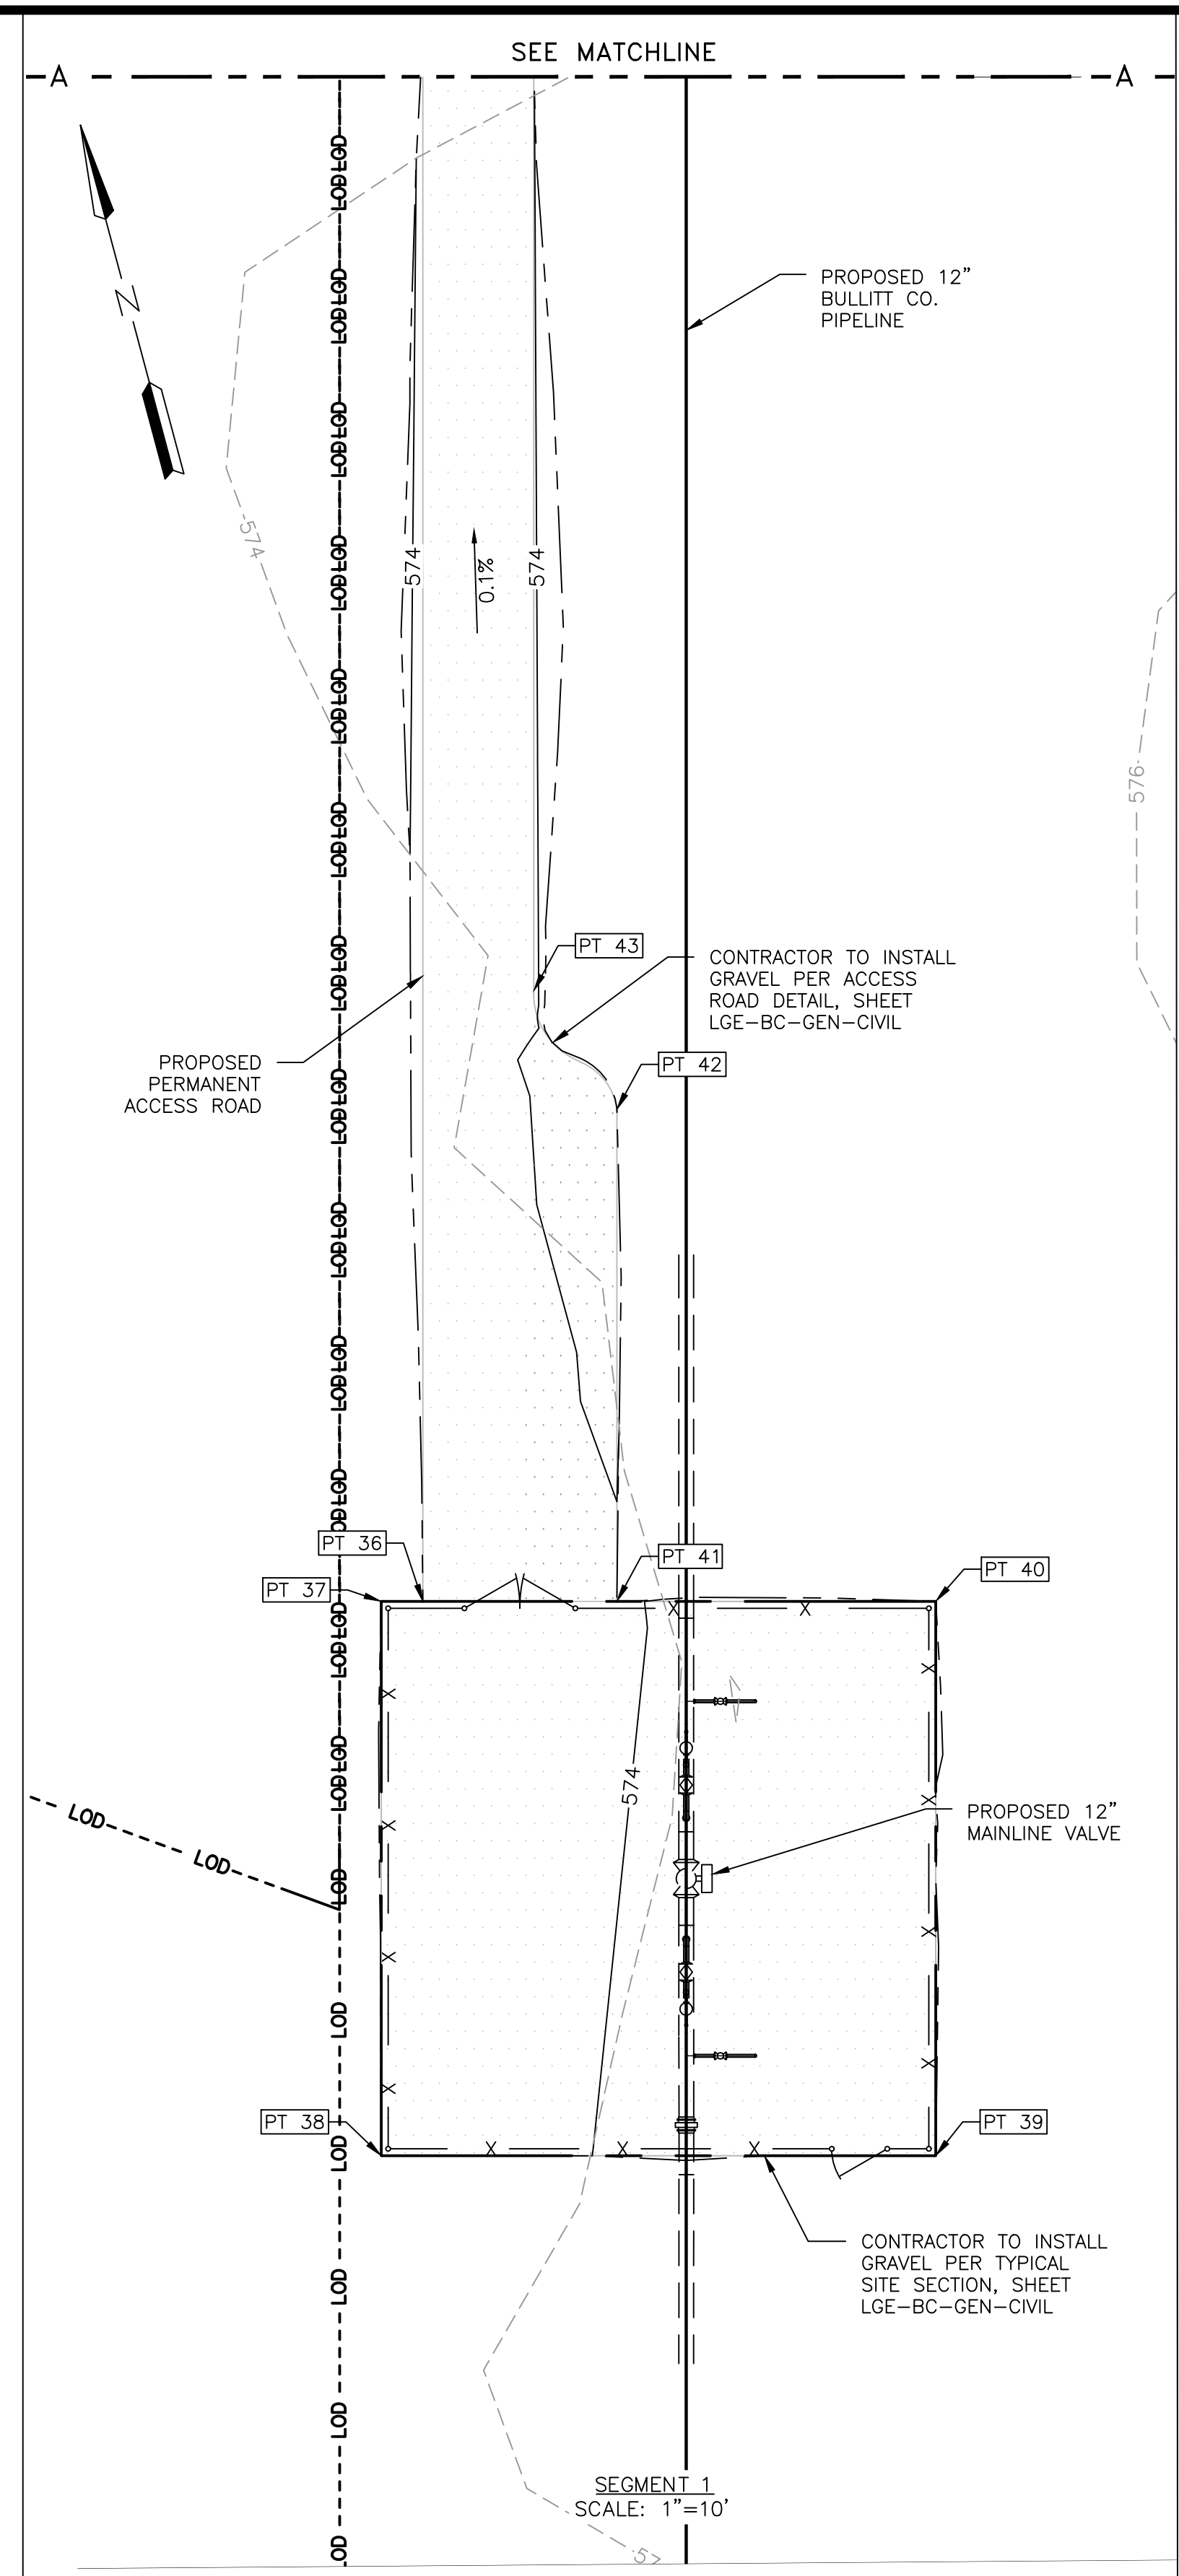 SEE MATCHLINE
A
A
N
PROPOSED 12"
BULLITT CO.
PIPELINE
574
574
574
0.1%
576
PT 43
CONTRACTOR TO INSTALL
GRAVEL PER ACCESS
ROAD DETAIL, SHEET
LGE-BC-GEN-CIVIL
PROPOSED
PERMANENT
ACCESS ROAD
PT 42
PT 36
PT 41
PT 37
PT 40
574
PROPOSED 12"
MAINLINE VALVE
LOD
LOD
LOD
LOD
PT 38
PT 39
LOD
CONTRACTOR TO INSTALL
GRAVEL PER TYPICAL
SITE SECTION, SHEET
LGE-BC-GEN-CIVIL
LOD
LOD
SEGMENT 1
SCALE: 1"=10'
LOD